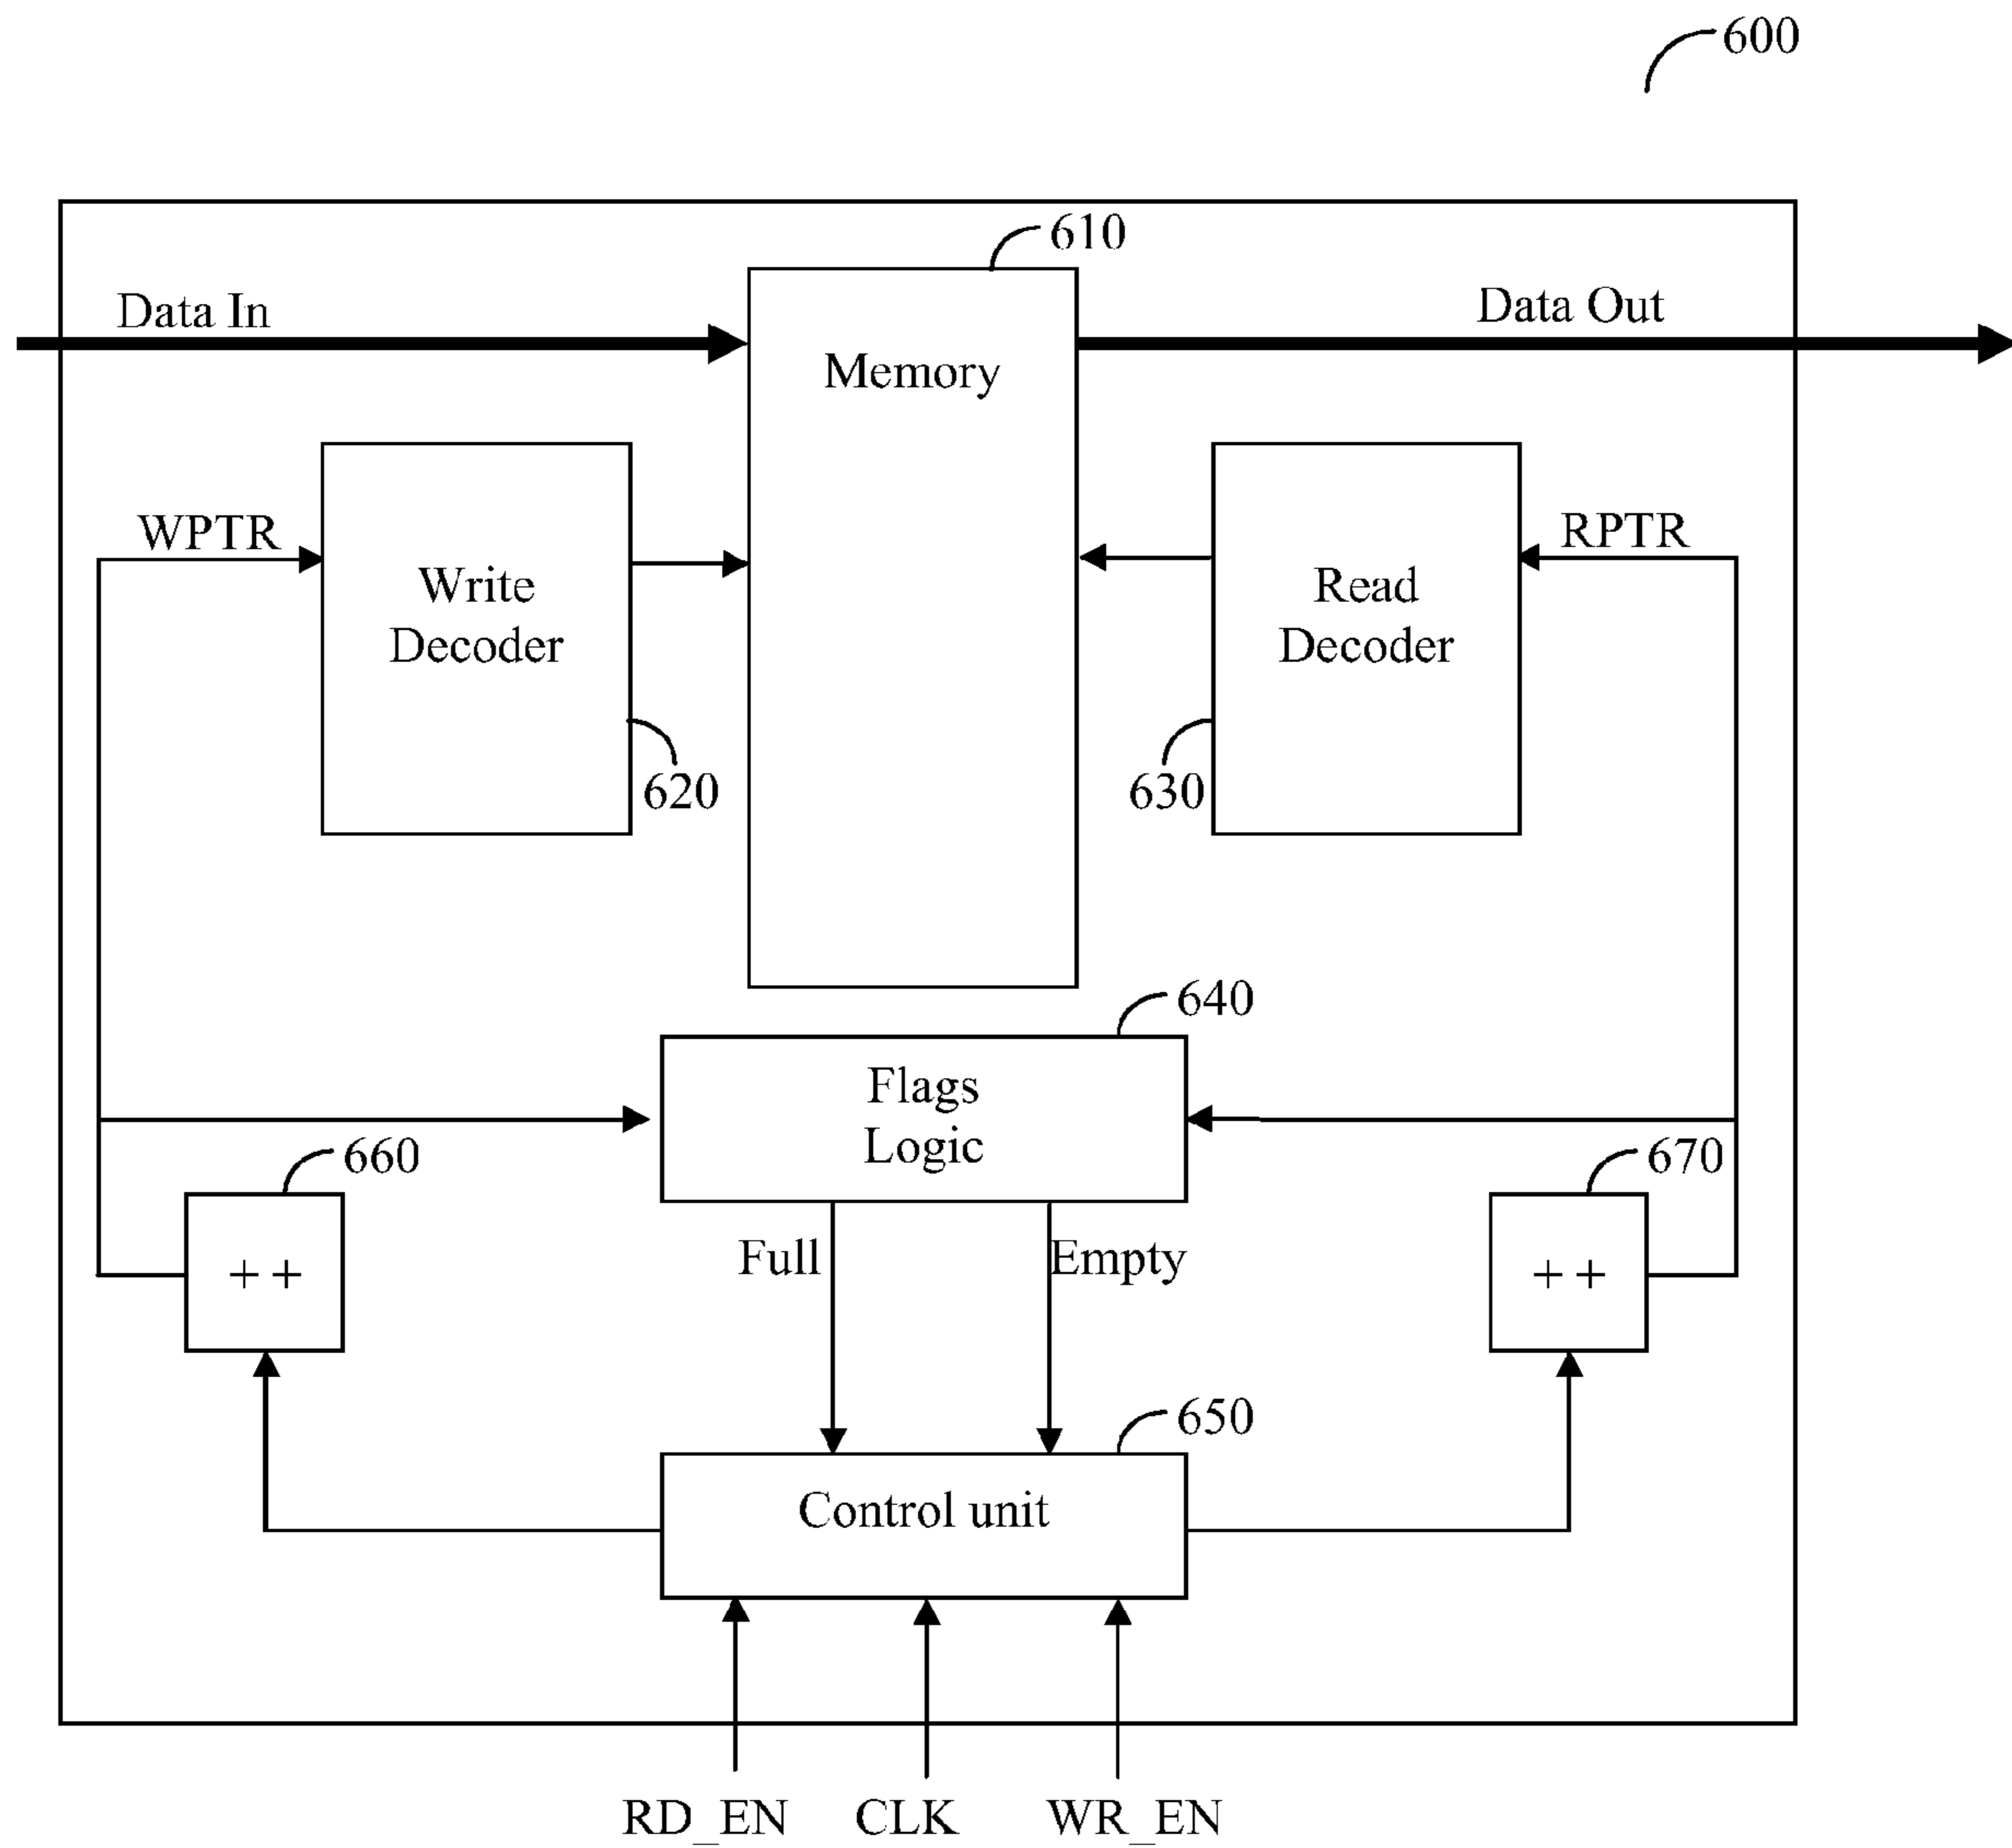 600
610
Data In
Data Out
Memory
WPTR
RPTR
Write
Decoder
Read
Decoder
620
630
640
Flags
Logic
660
670
Full
Empty
+ +
+ +
650
Control unit
RD_EN
CLK
WR_EN